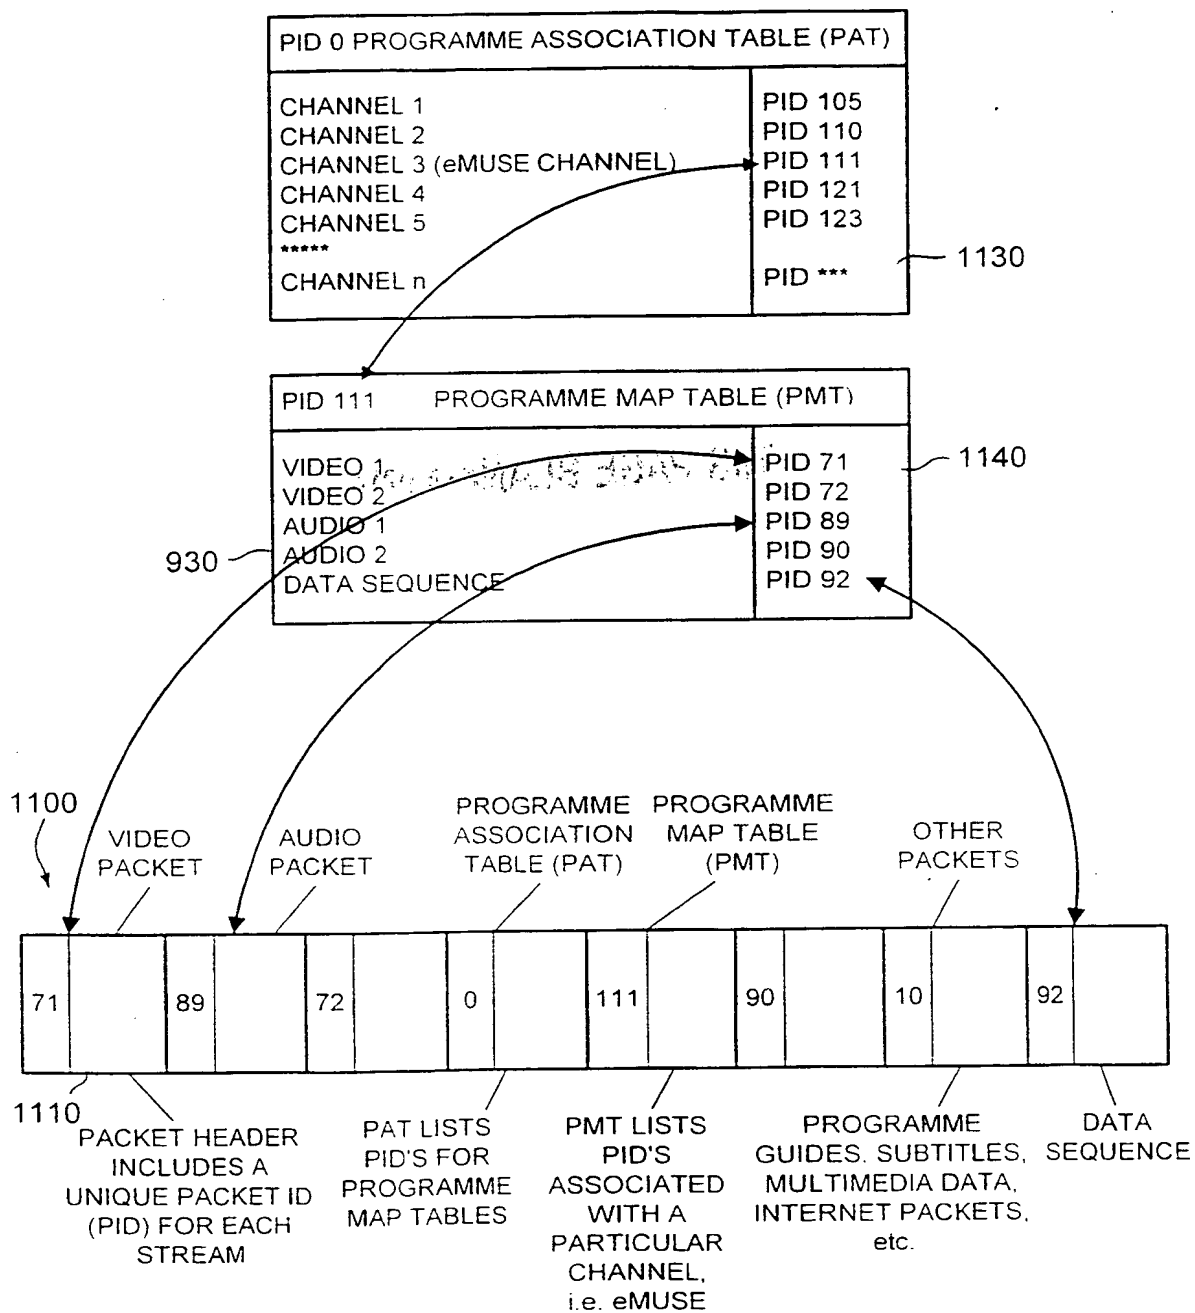 PID 0 PROGRAMME ASSOCIATION TABLE (PAT)
CHANNEL 1
PID 105
CHANNEL 2
PID 110
CHANNEL 3 (eMUSE CHANNEL)
PID 111
CHANNEL 4
PID 121
CHANNEL 5
PID 123
*****
CHANNEL n
PID ***
1130
PID 111 PROGRAMME MAP TABLE (PMT)
VIDEO 1
PID 71
VIDEO 2
PID 72
AUDIO 1
PID 89
AUDIO 2
PID 90
DATA SEQUENCE
PID 92
1140
930
1100
VIDEO
PACKET
AUDIO
PACKET
PROGRAMME
ASSOCIATION
TABLE (PAT)
PROGRAMME
MAP TABLE
(PMT)
OTHER
PACKETS
71
89
72
0
111
90
10
92
1110
PACKET HEADER
INCLUDES A
UNIQUE PACKET ID
(PID) FOR EACH
STREAM
PAT LISTS
PID'S FOR
PROGRAMME
MAP TABLES
PMT LISTS
PID'S
ASSOCIATED
WITH A
PARTICULAR
CHANNEL,
i.e. eMUSE
PROGRAMME
GUIDES. SUBTITLES,
MULTIMEDIA DATA,
INTERNET PACKETS,
etc.
DATA
SEQUENCE